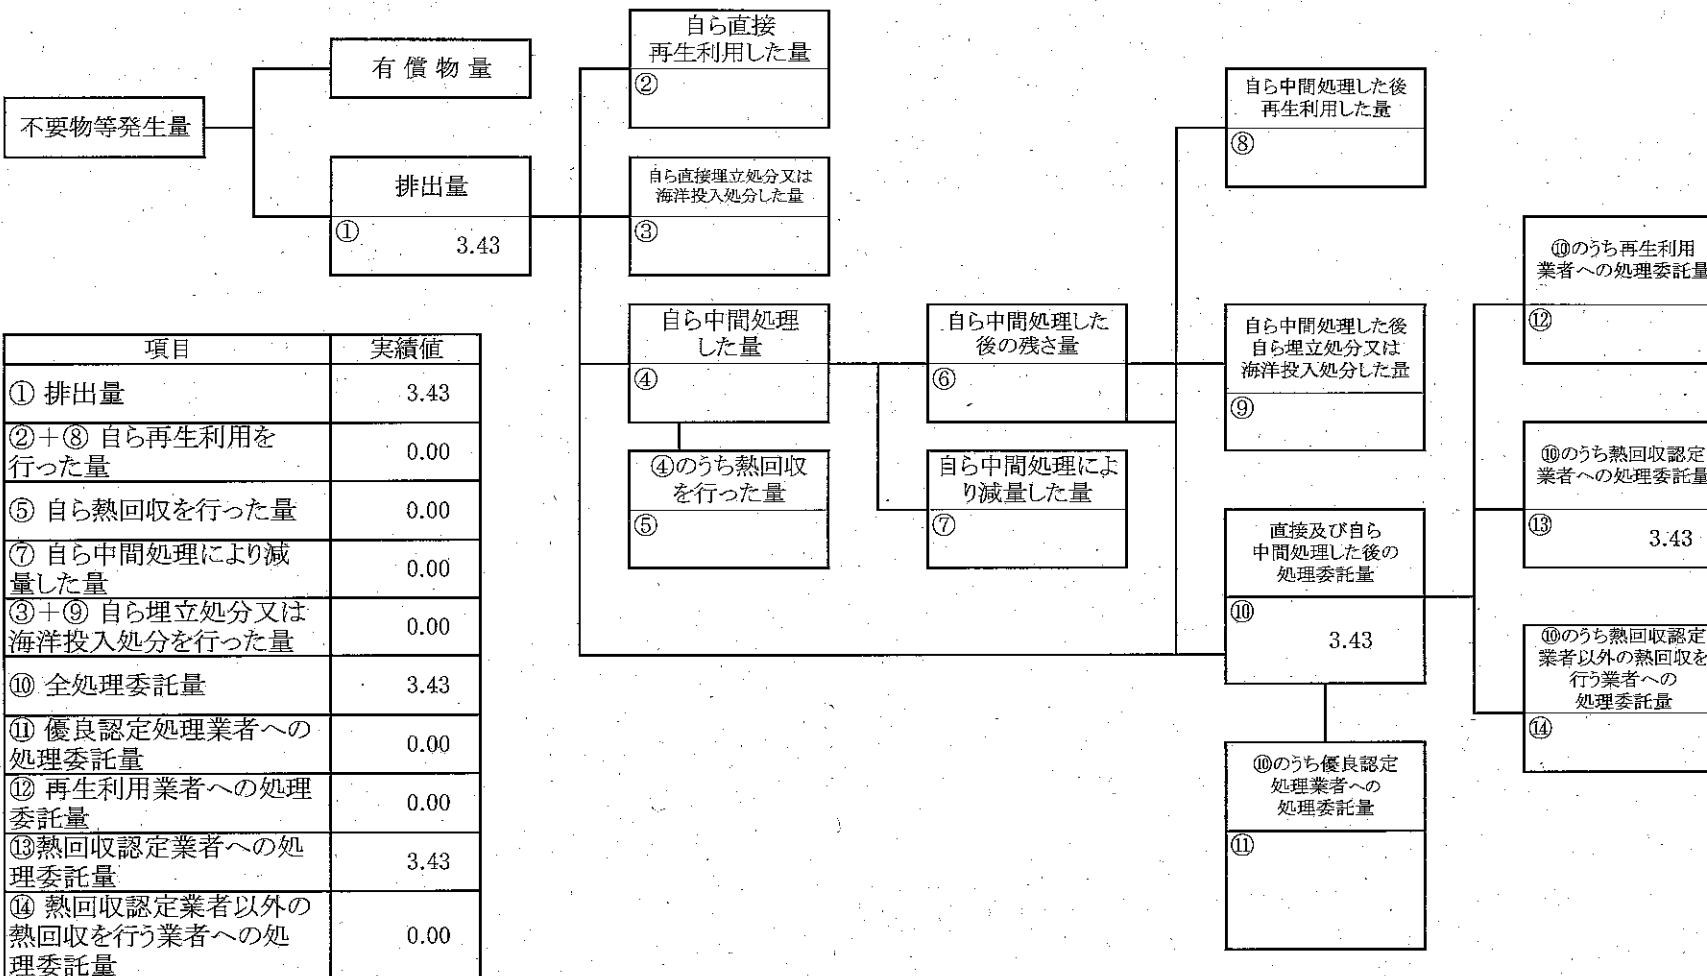 不要物等発生量
有償物量
排出量
①
3.43
自ら直接
再生利用した量
②
自ら直接埋立処分又は
海洋投入処分した量
③
自ら中間処理
した量
④
④のうち熱回収
を行った量
⑤
自ら中間処理した
後の残さ量
⑥
自ら中間処理によ
り減量した量
⑦
自ら中間処理した後
再生利用した量
⑧
自ら中間処理した後
自ら埋立処分又は
海洋投入処分した量
⑨
直接及び自ら
中間処理した後の
処理委託量
⑩
3.43
⑩のうち優良認定
処理業者への
処理委託量
⑪
⑩のうち再生利用
業者への処理委託量
⑫
⑩のうち熱回収認定
業者への処理委託量
⑬
3.43
⑩のうち熱回収認定
業者以外の熱回収を
行う業者への
処理委託量
⑭
項目 実績値
① 排出量 3.43
②+⑧ 自ら再生利用を
行った量 0.00
⑤ 自ら熱回収を行った量 0.00
⑦ 自ら中間処理により減
量した量 0.00
③+⑨ 自ら埋立処分又は
海洋投入処分を行った量 0.00
⑩ 全処理委託量 3.43
⑪ 優良認定処理業者への
処理委託量 0.00
⑫ 再生利用業者への処理
委託量 0.00
⑬熱回収認定業者への処
理委託量 3.43
⑭ 熱回収認定業者以外の
熱回収を行う業者への処
理委託量 0.00